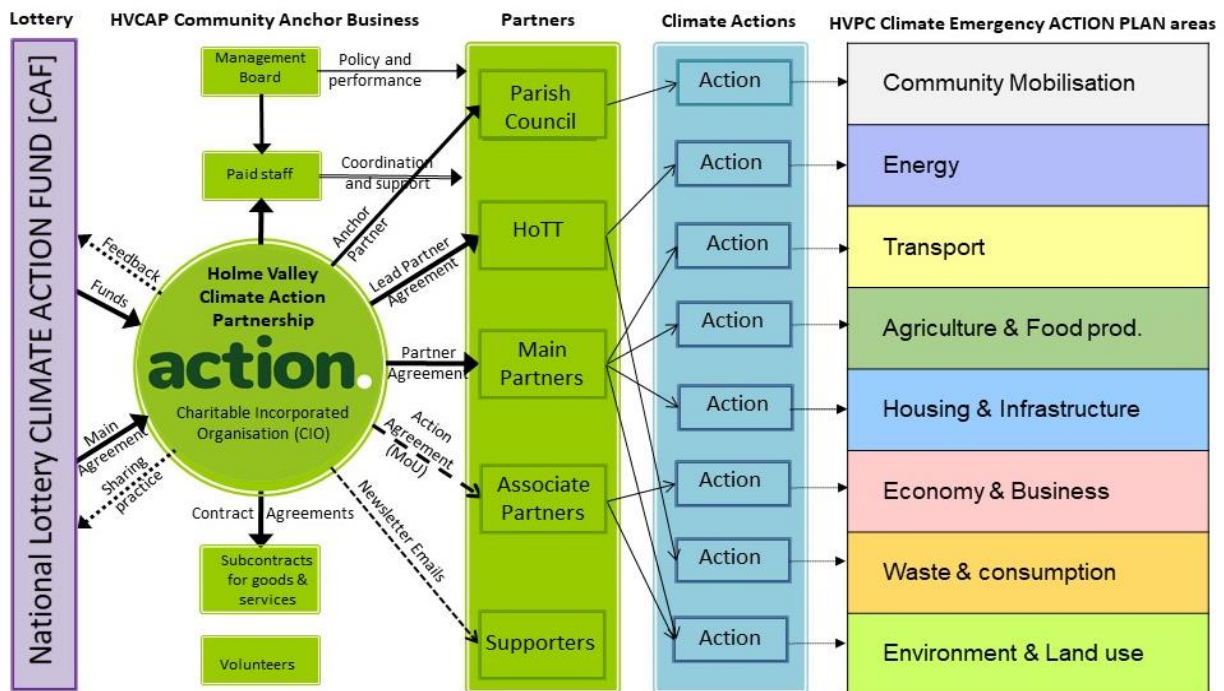 Lottery
HVCAP Community Anchor Business
Partners
Climate Actions
HVPC Climate Emergency ACTION PLAN areas
National Lottery CLIMATE ACTION FUND [CAF]
Management
Board
Policy and
performance
Paid staff
Coordination
and support
Feedback
Funds
Main
Agreement
Sharing
practice
Holme Valley
Climate Action
Partnership
action.
Charitable Incorporated
Organisation (CIO)
Anchor
Partner
Lead Partner
Agreement
Partner
Agreement
Action
Agreement
(MoU)
Newsletter Emails
Contract Agreements
Subcontracts
for goods &
services
Volunteers
Parish
Council
HoTT
Main
Partners
Associate
Partners
Supporters
Action
Action
Action
Action
Action
Action
Action
Action
Community Mobilisation
Energy
Transport
Agriculture & Food prod.
Housing & Infrastructure
Economy & Business
Waste & consumption
Environment & Land use